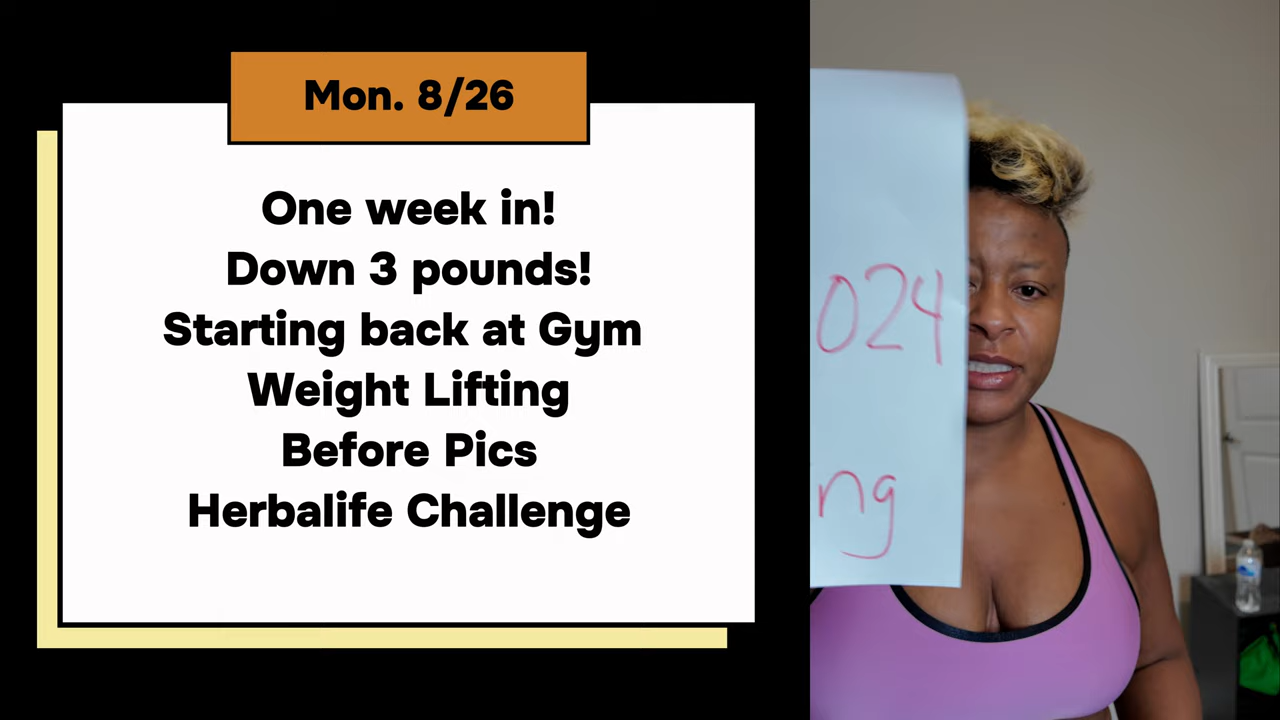 Mon. 8/26
One week in!
Down 3 pounds!
Starting back at Gym
Weight Lifting
Before Pics
Herbalife Challenge
024
ng